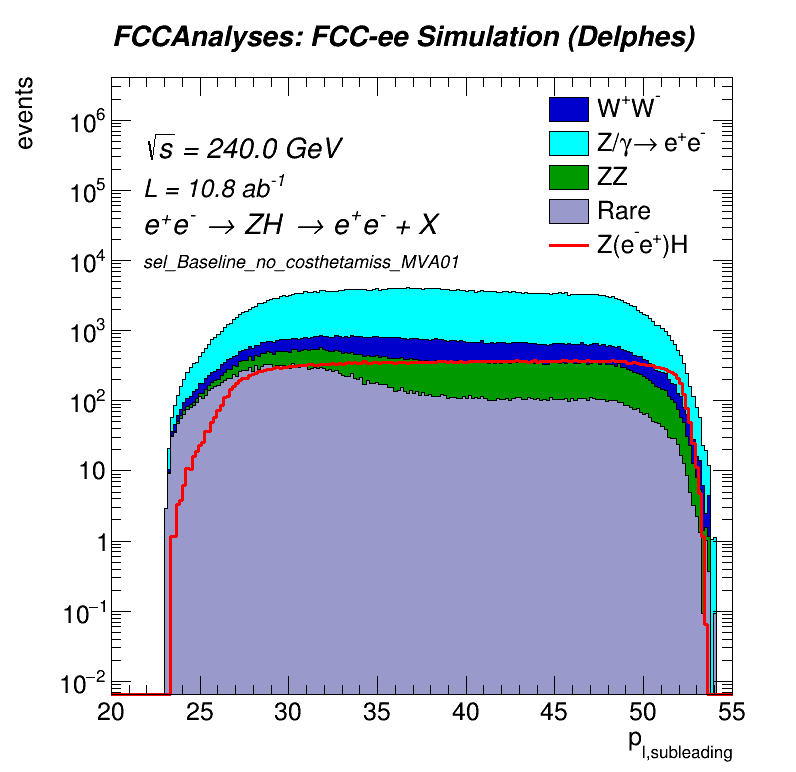 FCCAnalyses: FCC-ee Simulation (Delphes)
events
10⁶
10⁵
10⁴
10³
10²
10
1
10⁻¹
10⁻²
√s = 240.0 GeV
L = 10.8 ab⁻¹
e⁺e⁻ → ZH → e⁺e⁻ + X
sel_Baseline_no_costhetamiss_MVA01
W⁺W⁻
Z/γ→ e⁺e⁻
ZZ
Rare
Z(e⁻e⁺)H
20 25 30 35 40 45 50 55
p_l,subleading